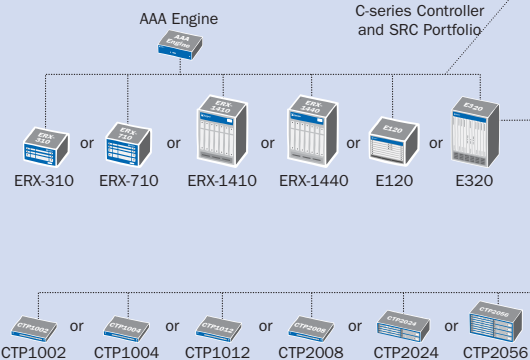 AAA Engine
C-series Controller
and SRC Portfolio
AAA
Engine
ERX-
310
or
ERX-
710
or
ERX-
1410
or
ERX-
1440
or
E120
or
E320
ERX-310
ERX-710
ERX-1410
ERX-1440
E120
E320
CTP1002
or
CTP1004
or
CTP1012
or
CTP2008
or
CTP2024
or
CTP2056
CTP1002
CTP1004
CTP1012
CTP2008
CTP2024
CTP2056